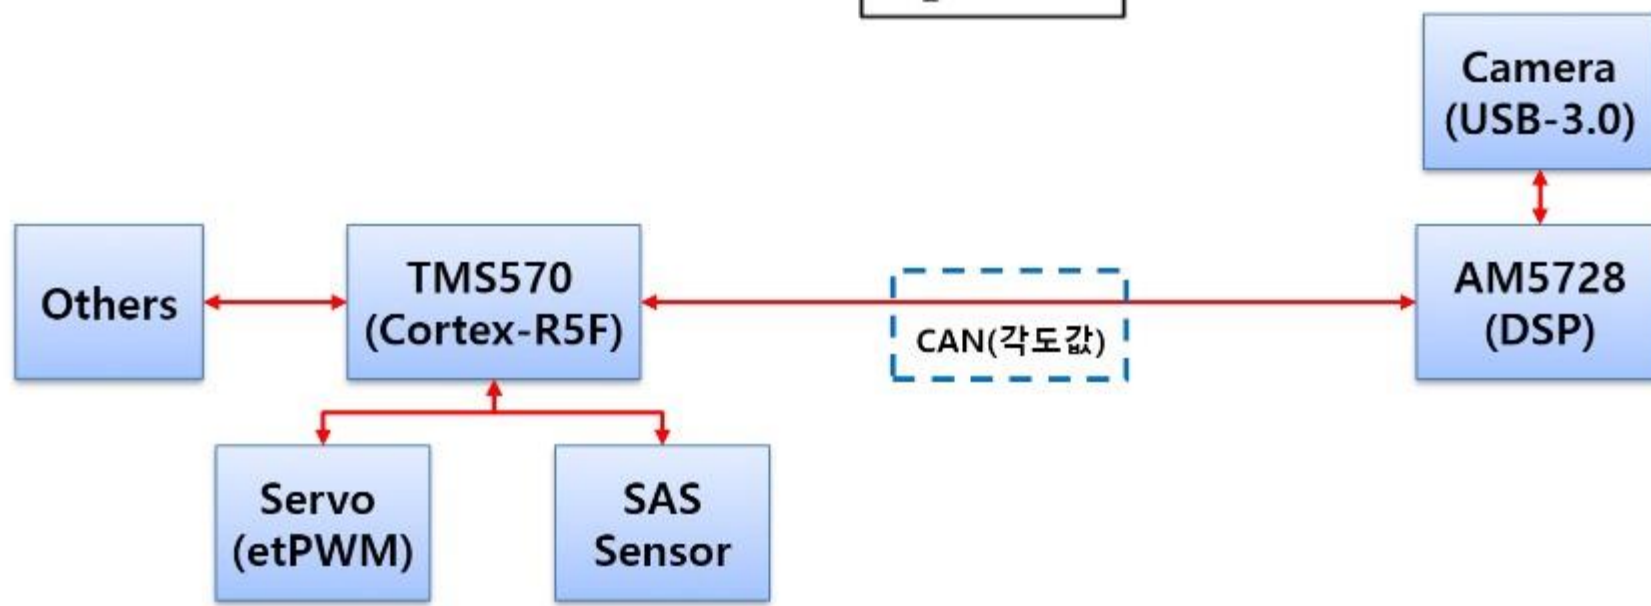 Camera
(USB-3.0)
Others
TMS570
(Cortex-R5F)
CAN(각도값)
AM5728
(DSP)
Servo
(etPWM)
SAS
Sensor